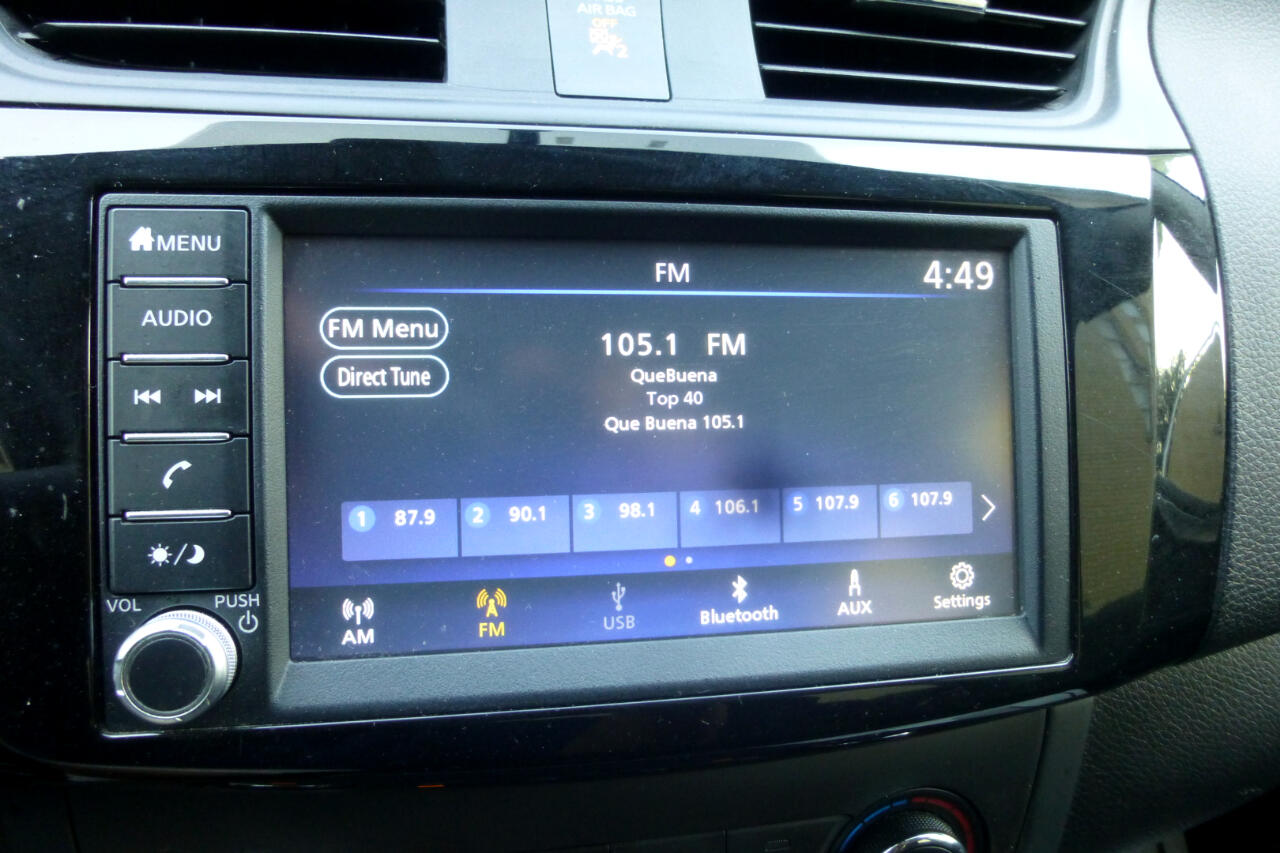 AIR BAG
OFF
2
MENU
FM
4:49
AUDIO
FM Menu
105.1 FM
Direct Tune
QueBuena
Top 40
Que Buena 105.1
1 87.9
2 90.1
3 98.1
4 106.1
5 107.9
6 107.9
VOL
PUSH
AM
FM
USB
Bluetooth
AUX
Settings